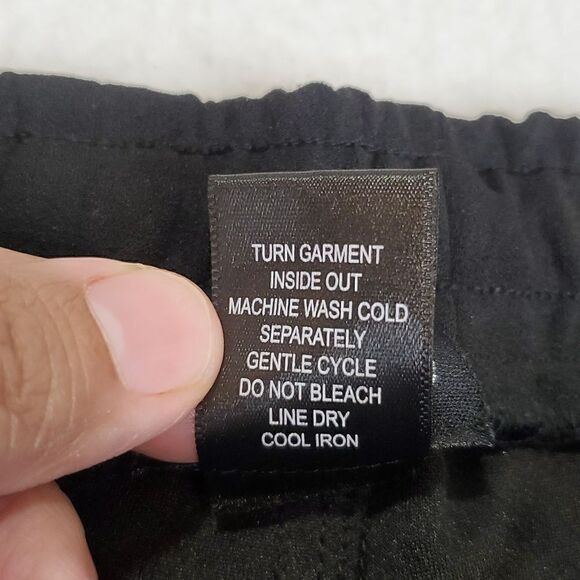 TURN GARMENT
INSIDE OUT
MACHINE WASH COLD
SEPARATELY
GENTLE CYCLE
DO NOT BLEACH
LINE DRY
COOL IRON